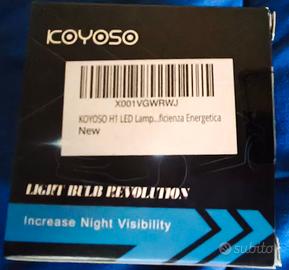 KOYOSO
X001VGWRWJ
KOYOSO H1 LED Lamp...ficienza Energetica
New
LIGHT BULB REVOLUTION
Increase Night Visibility
subito